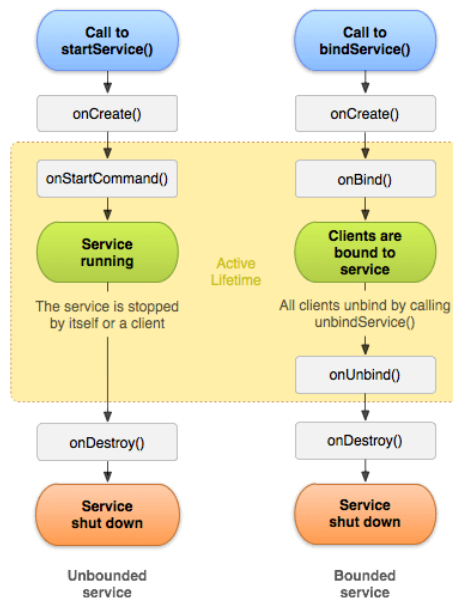 Call to
startService()
onCreate()
onStartCommand()
Service
running
The service is stopped
by itself or a client
onDestroy()
Service
shut down
Unbounded
service
Active
Lifetime
Call to
bindService()
onCreate()
onBind()
Clients are
bound to
service
All clients unbind by calling
unbindService()
onUnbind()
onDestroy()
Service
shut down
Bounded
service